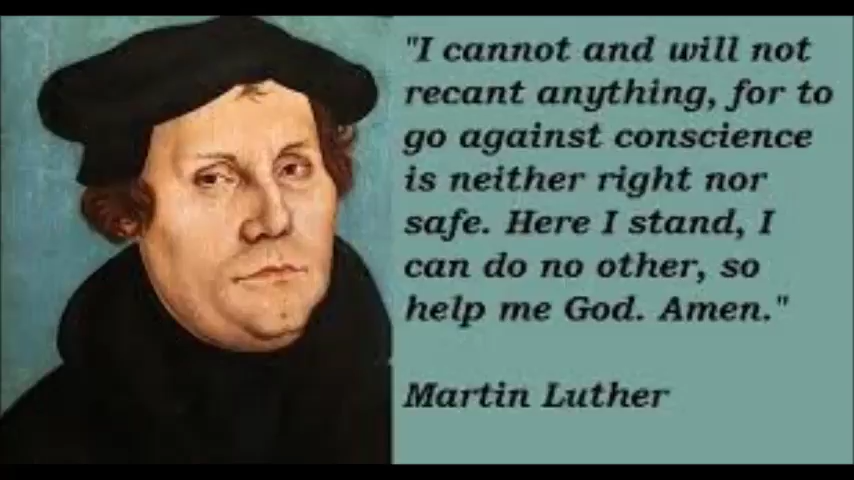 "I cannot and will not
recant anything, for to
go against conscience
is neither right nor
safe. Here I stand, I
can do no other, so
help me God. Amen."
Martin Luther